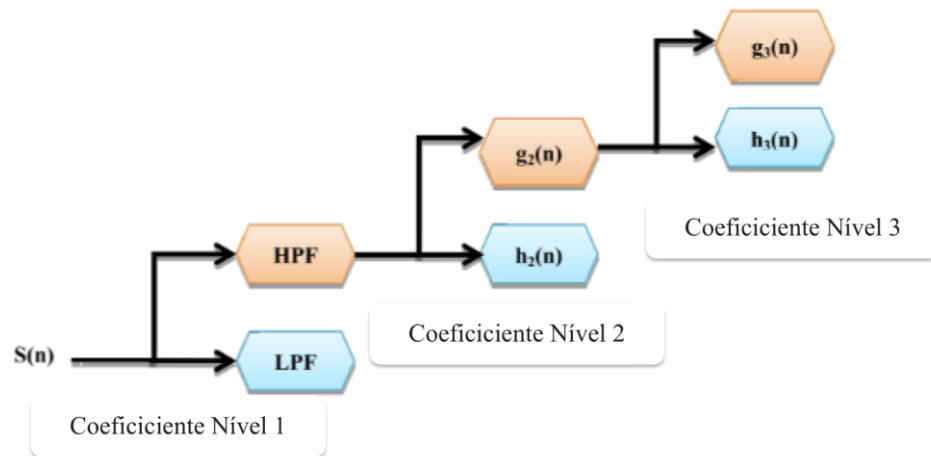 g₃(n)
h₃(n)
Coeficiciente Nível 3
g₂(n)
h₂(n)
Coeficiciente Nível 2
HPF
S(n)
LPF
Coeficiciente Nível 1